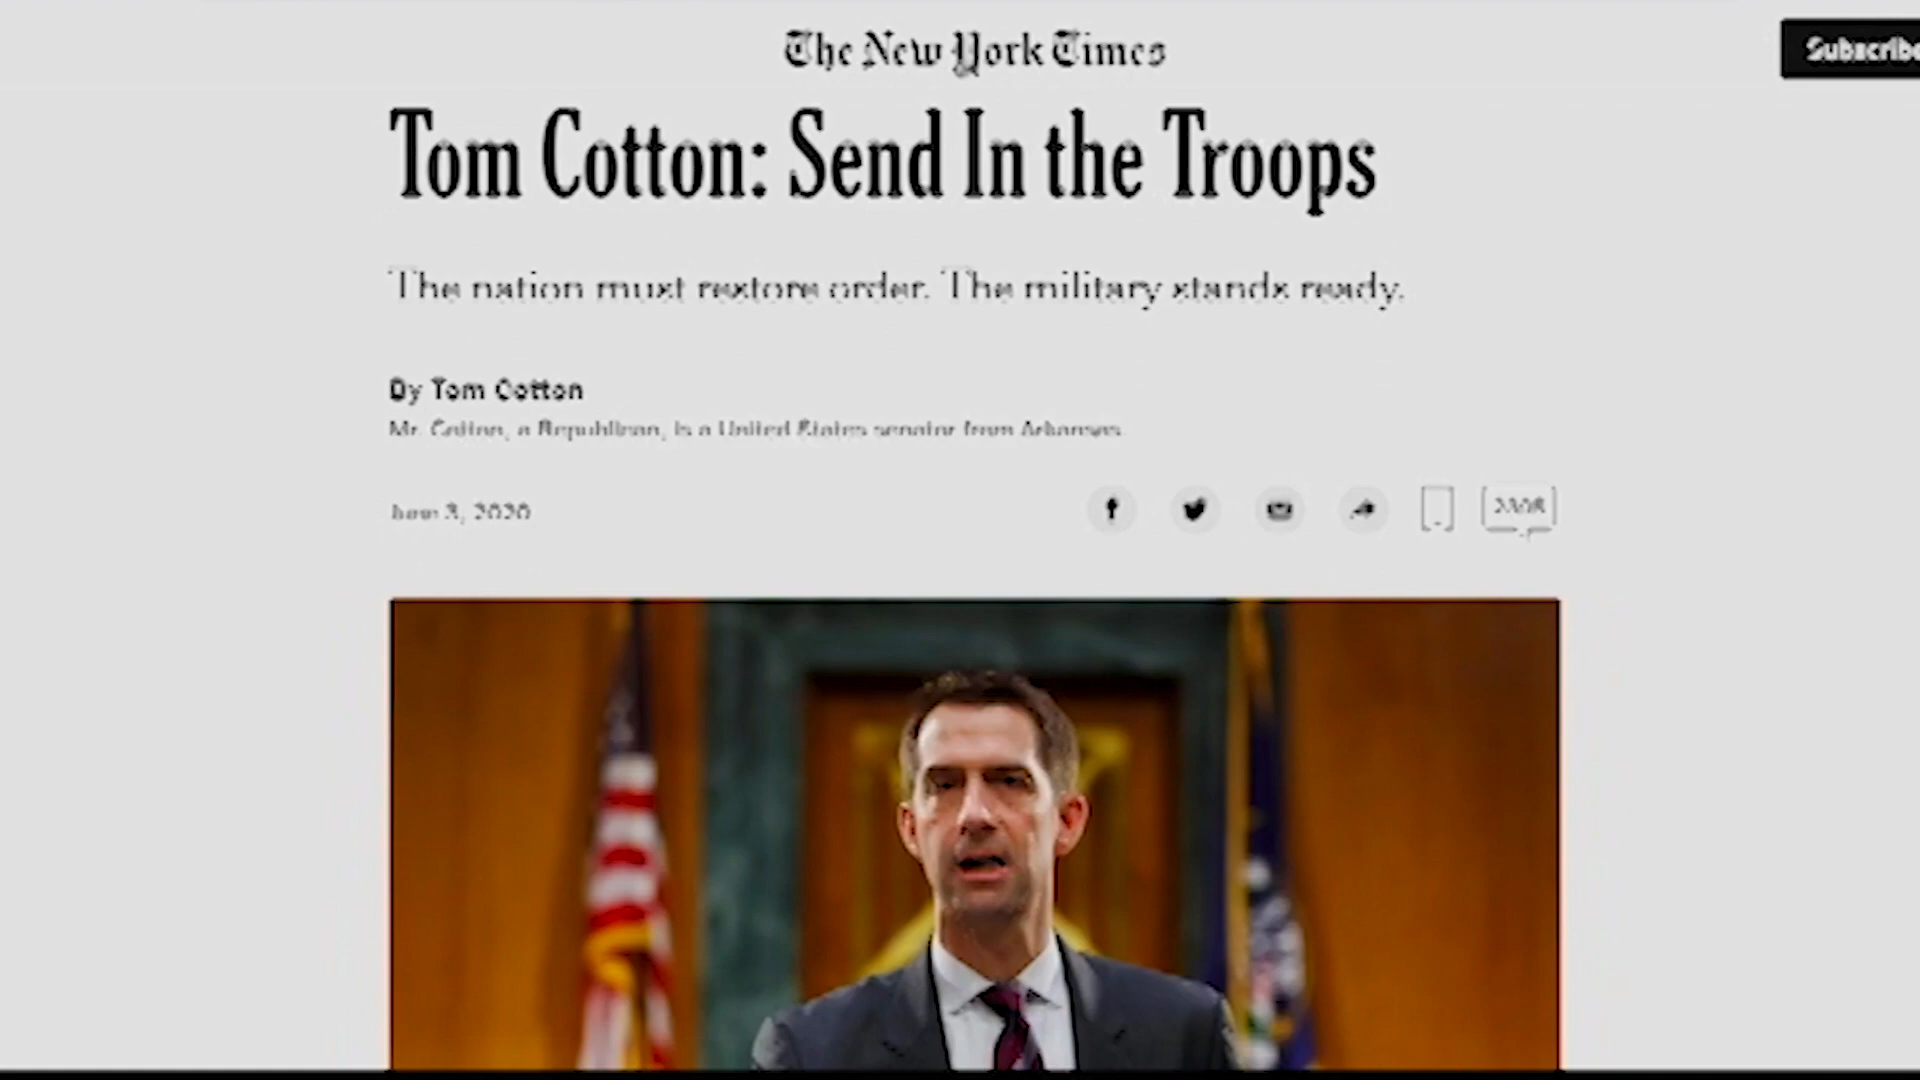 The New York Times
Subscribe
Tom Cotton: Send In the Troops
The nation must restore order. The military stands ready.
By Tom Cotton
Mr. Cotton, a Republican, is a United States senator from Arkansas.
June 3, 2020